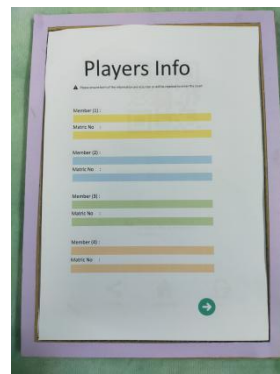 Players Info
Member (1) :
Matric No :
Member (2) :
Matric No :
Member (3) :
Matric No :
Member (4) :
Matric No :